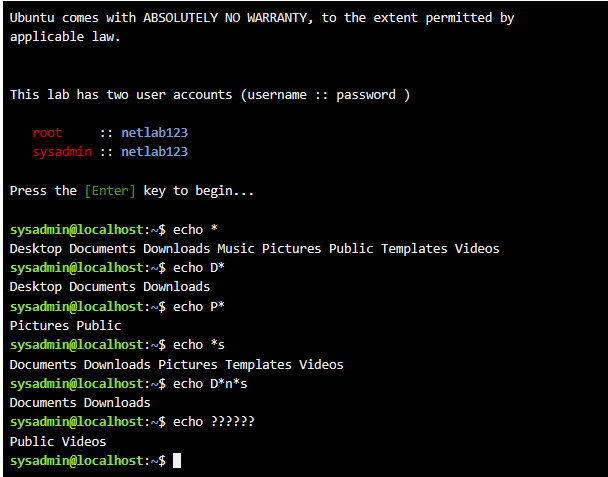 Ubuntu comes with ABSOLUTELY NO WARRANTY, to the extent permitted by
applicable law.
This lab has two user accounts (username :: password )
root :: netlab123
sysadmin :: netlab123
Press the [Enter] key to begin...
sysadmin@localhost:~$ echo *
Desktop Documents Downloads Music Pictures Public Templates Videos
sysadmin@localhost:~$ echo D*
Desktop Documents Downloads
sysadmin@localhost:~$ echo P*
Pictures Public
sysadmin@localhost:~$ echo *s
Documents Downloads Pictures Templates Videos
sysadmin@localhost:~$ echo D*n*s
Documents Downloads
sysadmin@localhost:~$ echo ??????
Public Videos
sysadmin@localhost:~$